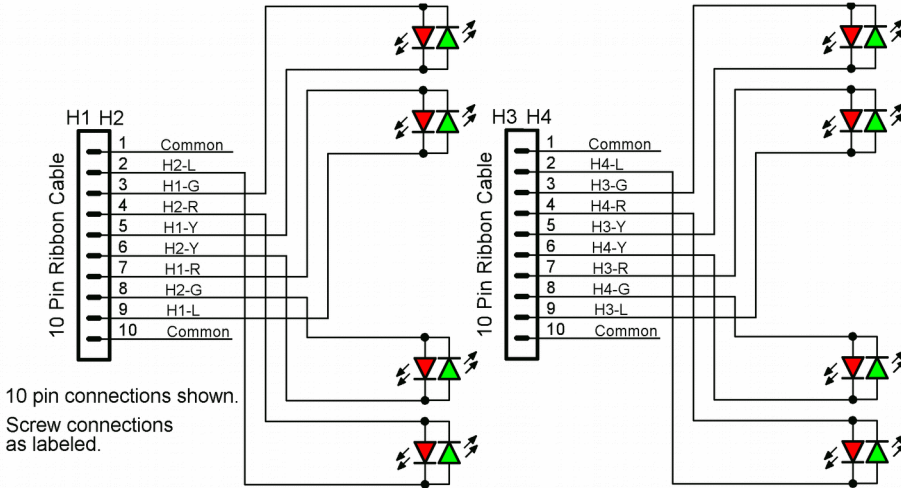 H1 H2
10 Pin Ribbon Cable
1 Common
2 H2-L
3 H1-G
4 H2-R
5 H1-Y
6 H2-Y
7 H1-R
8 H2-G
9 H1-L
10 Common
10 pin connections shown.
Screw connections
as labeled.
H3 H4
10 Pin Ribbon Cable
1 Common
2 H4-L
3 H3-G
4 H4-R
5 H3-Y
6 H4-Y
7 H3-R
8 H4-G
9 H3-L
10 Common